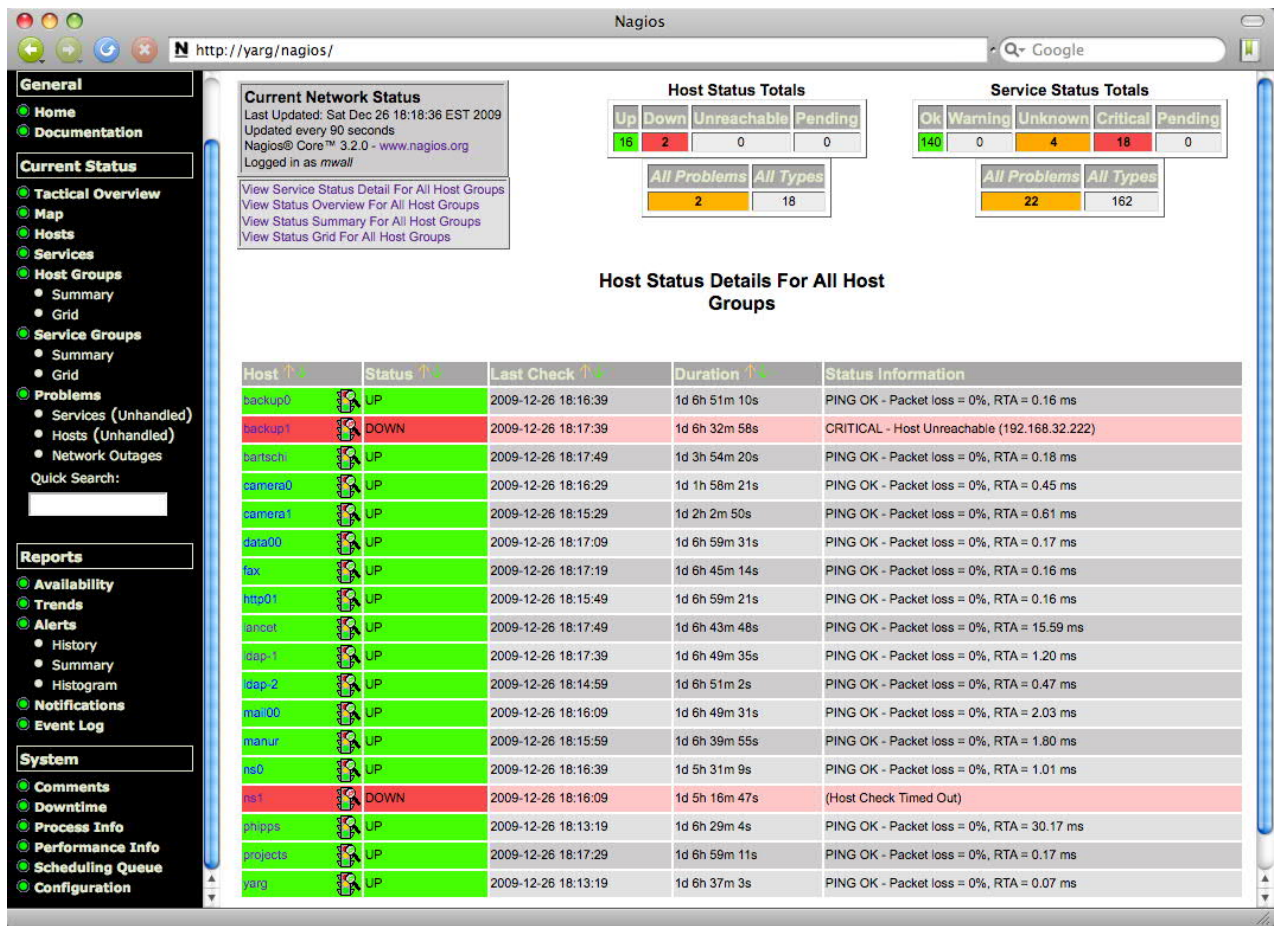 Nagios
N http://yarg/nagios/
Google
General
Home
Documentation
Current Status
Tactical Overview
Map
Hosts
Services
Host Groups
Summary
Grid
Service Groups
Summary
Grid
Problems
Services (Unhandled)
Hosts (Unhandled)
Network Outages
Quick Search:
Reports
Availability
Trends
Alerts
History
Summary
Histogram
Notifications
Event Log
System
Comments
Downtime
Process Info
Performance Info
Scheduling Queue
Configuration
Current Network Status
Last Updated: Sat Dec 26 18:18:36 EST 2009
Updated every 90 seconds
Nagios® Core™ 3.2.0 - www.nagios.org
Logged in as mwall
View Service Status Detail For All Host Groups
View Status Overview For All Host Groups
View Status Summary For All Host Groups
View Status Grid For All Host Groups
Host Status Totals
Up Down Unreachable Pending
16 2 0 0
All Problems All Types
2 18
Service Status Totals
Ok Warning Unknown Critical Pending
140 0 4 18 0
All Problems All Types
22 162
Host Status Details For All Host
Groups
Host Status Last Check Duration Status Information
backup0 UP 2009-12-26 18:16:39 1d 6h 51m 10s PING OK - Packet loss = 0%, RTA = 0.16 ms
backup1 DOWN 2009-12-26 18:17:39 1d 6h 32m 58s CRITICAL - Host Unreachable (192.168.32.222)
bartschi UP 2009-12-26 18:17:49 1d 3h 54m 20s PING OK - Packet loss = 0%, RTA = 0.18 ms
camera0 UP 2009-12-26 18:16:29 1d 1h 58m 21s PING OK - Packet loss = 0%, RTA = 0.45 ms
camera1 UP 2009-12-26 18:15:29 1d 2h 2m 50s PING OK - Packet loss = 0%, RTA = 0.61 ms
data00 UP 2009-12-26 18:17:09 1d 6h 59m 31s PING OK - Packet loss = 0%, RTA = 0.17 ms
fax UP 2009-12-26 18:17:19 1d 6h 45m 14s PING OK - Packet loss = 0%, RTA = 0.16 ms
http01 UP 2009-12-26 18:15:49 1d 6h 59m 21s PING OK - Packet loss = 0%, RTA = 0.16 ms
lancet UP 2009-12-26 18:17:49 1d 6h 43m 48s PING OK - Packet loss = 0%, RTA = 15.59 ms
ldap-1 UP 2009-12-26 18:17:39 1d 6h 49m 35s PING OK - Packet loss = 0%, RTA = 1.20 ms
ldap-2 UP 2009-12-26 18:14:59 1d 6h 51m 2s PING OK - Packet loss = 0%, RTA = 0.47 ms
mail00 UP 2009-12-26 18:16:09 1d 6h 49m 31s PING OK - Packet loss = 0%, RTA = 2.03 ms
manur UP 2009-12-26 18:15:59 1d 6h 39m 55s PING OK - Packet loss = 0%, RTA = 1.80 ms
ns0 UP 2009-12-26 18:16:39 1d 5h 31m 9s PING OK - Packet loss = 0%, RTA = 1.01 ms
ns1 DOWN 2009-12-26 18:16:09 1d 5h 16m 47s (Host Check Timed Out)
phipps UP 2009-12-26 18:13:19 1d 6h 29m 4s PING OK - Packet loss = 0%, RTA = 30.17 ms
projects UP 2009-12-26 18:17:29 1d 6h 59m 11s PING OK - Packet loss = 0%, RTA = 0.17 ms
yarg UP 2009-12-26 18:13:19 1d 6h 37m 3s PING OK - Packet loss = 0%, RTA = 0.07 ms